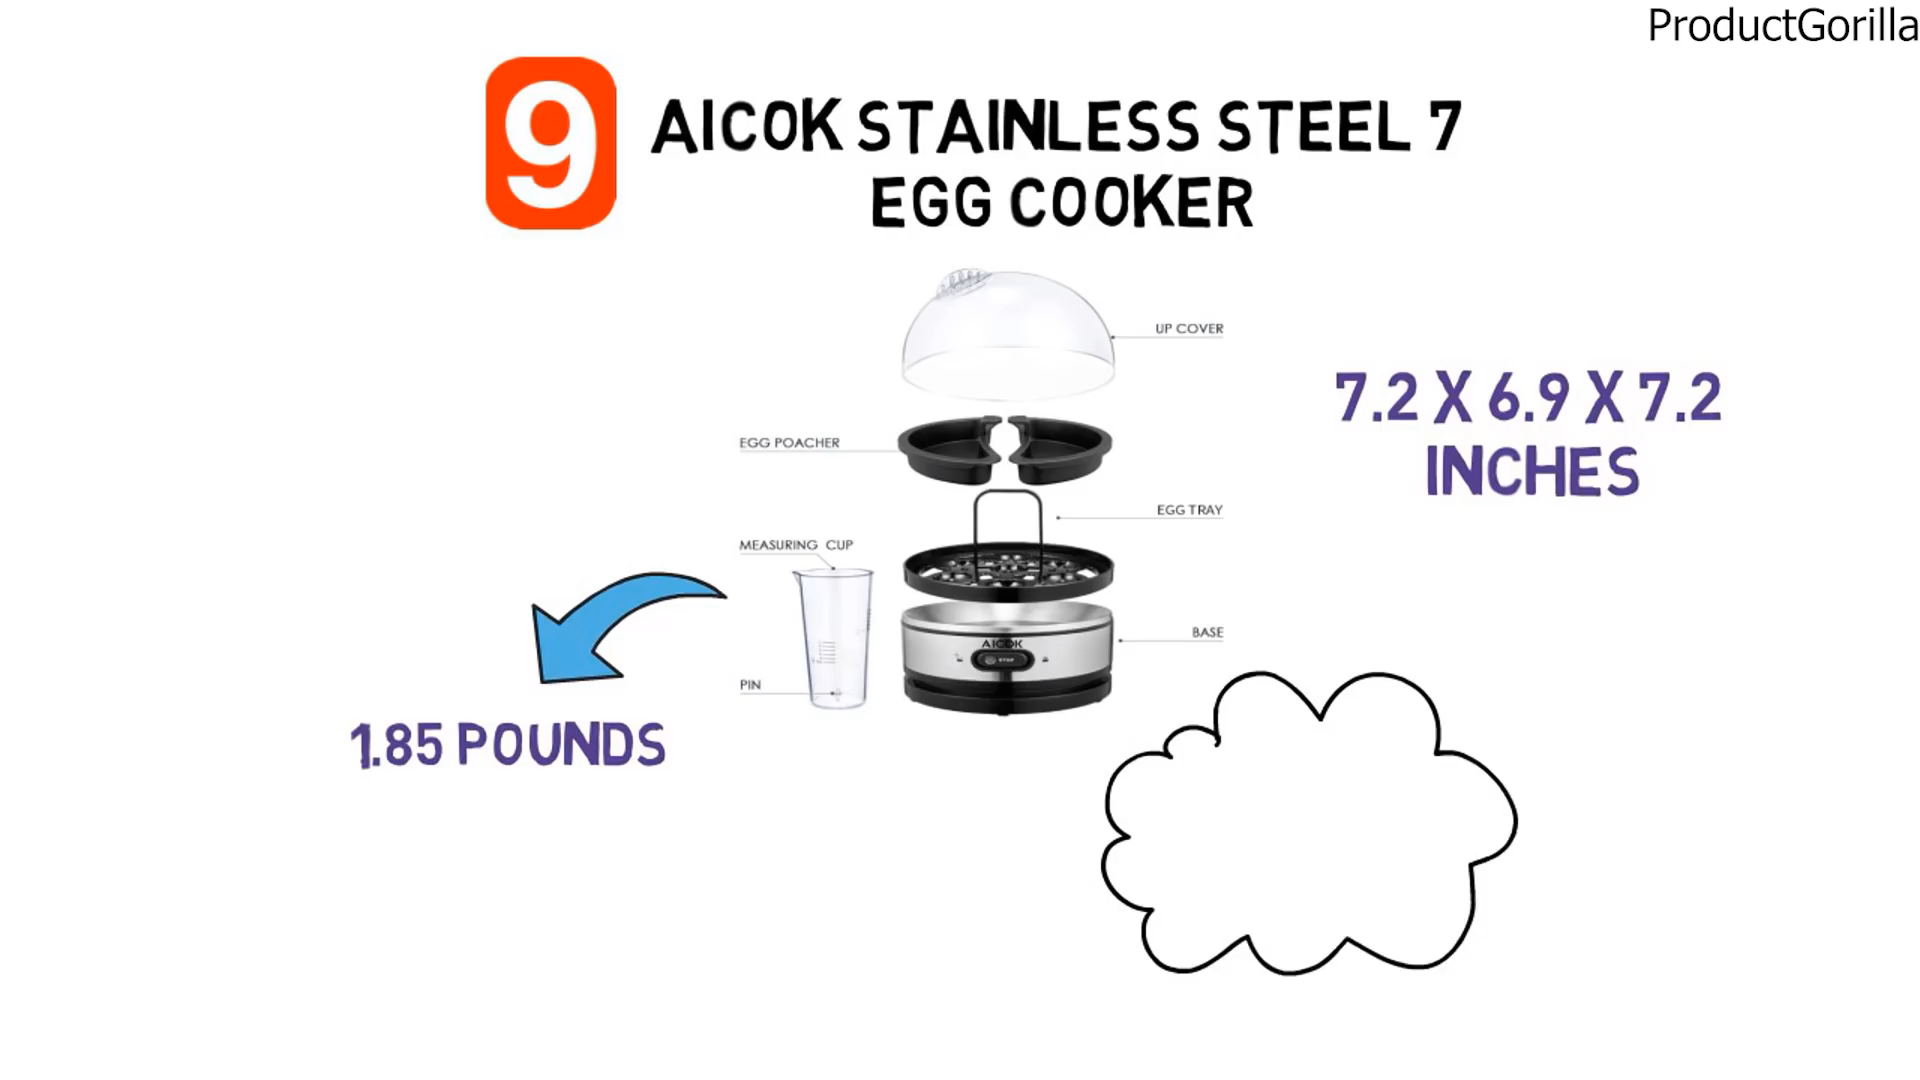 ProductGorilla
9
AICOK STAINLESS STEEL 7
EGG COOKER
UP COVER
7.2 X 6.9 X 7.2
INCHES
EGG POACHER
EGG TRAY
MEASURING CUP
BASE
AICOK
STOP
PIN
1.85 POUNDS